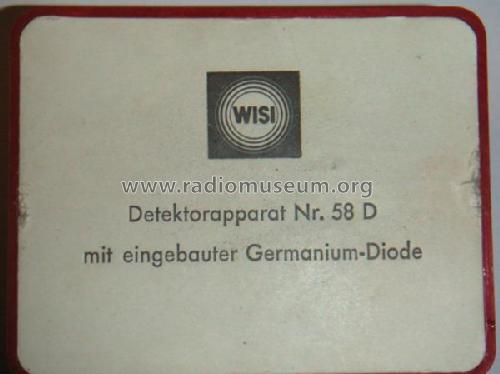 WISI
www.radiomuseum.org
Detektorapparat Nr. 58 D
mit eingebauter Germanium-Diode